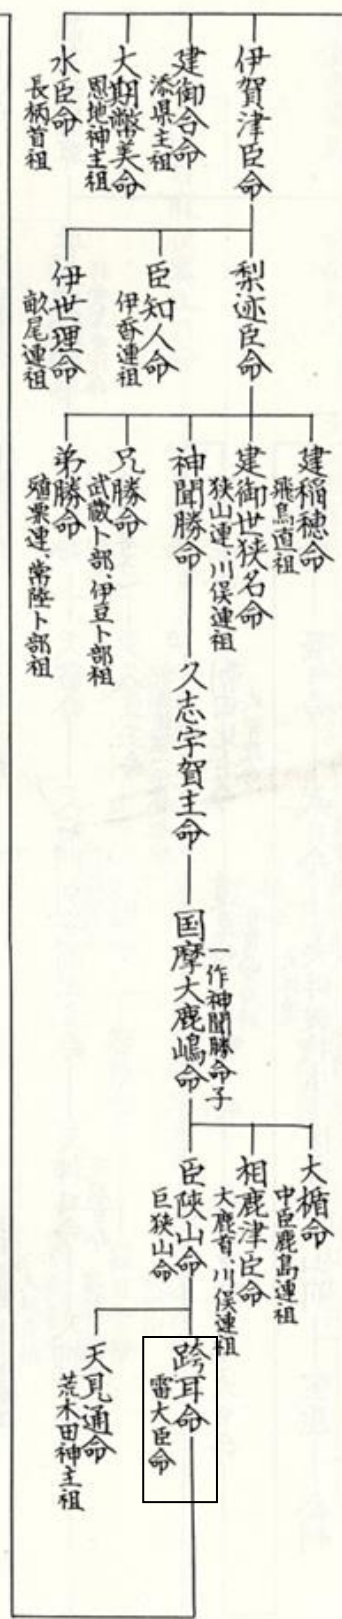 伊賀津臣命
建御合命
添県主祖
大期幣美命
恩地神主祖
水臣命
長柄首祖
梨迹臣命
臣知人命
伊香連祖
伊世理命
畝尾連祖
建稲穂命
飛鳥直祖
建御世狭名命
狭山連、川俣連祖
神聞勝命
兄勝命
武蔵卜部、伊豆卜部祖
弟勝命
殖栗連、常陸卜部祖
久志宇賀主命
国摩大鹿嶋命
一作神聞勝命子
大楯命
中臣鹿島連祖
相鹿津臣命
大鹿首、川俣連祖
臣陜山命
巨狭山命
跨耳命
雷大臣命
天見通命
荒木田神主祖